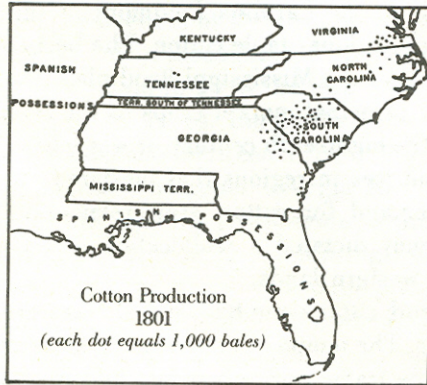 VIRGINIA
KENTUCKY
SPANISH
NORTH
CAROLINA
TENNESSEE
POSSESSIONS
TERR. SOUTH OF TENNESSEE
SOUTH
CAROLINA
GEORGIA
MISSISSIPPI TERR.
SPANISH POSSESSIONS
Cotton Production
1801
(each dot equals 1,000 bales)